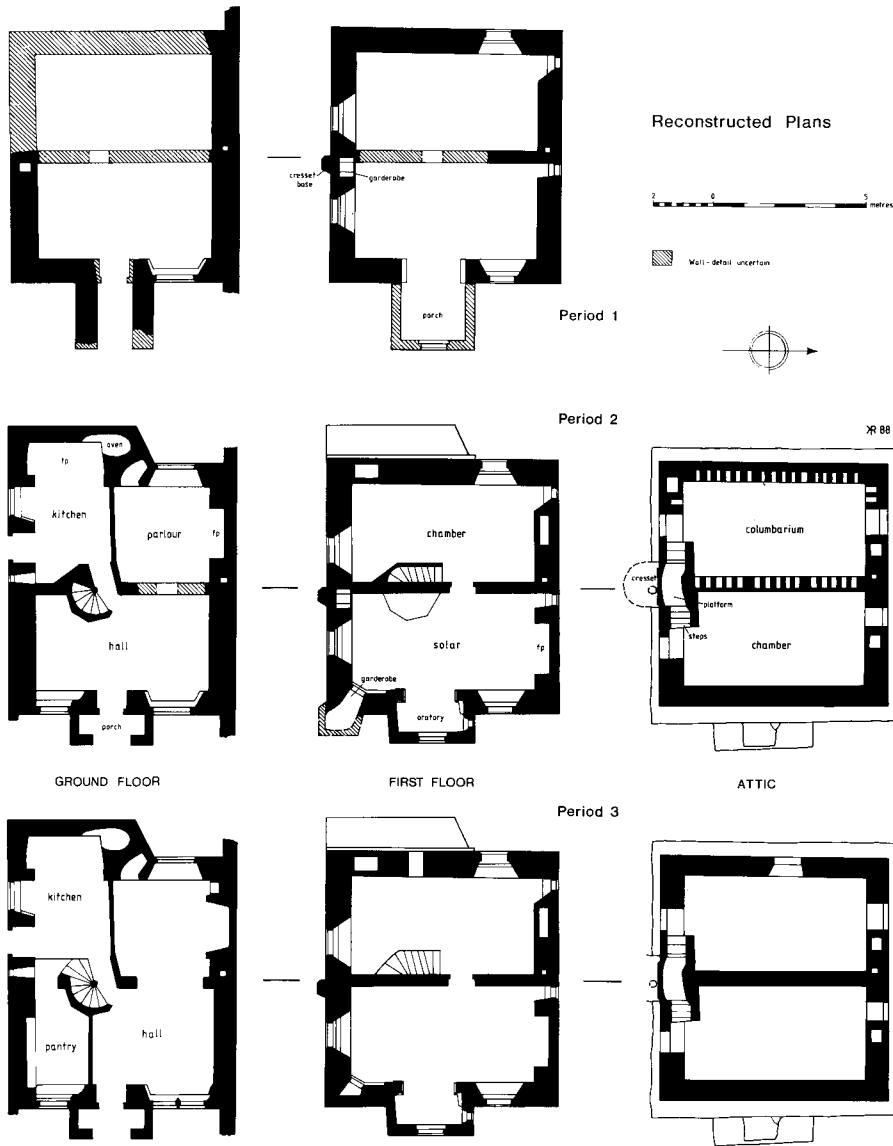 Reconstructed Plans
2 0 5
metres
Wall-detail uncertain
cresset
base
garderobe
porch
Period 1
Period 2
oven
fp
kitchen
parlour
fp
hall
porch
chamber
solar
fp
garderobe
oratory
columbarium
cresset
platform
steps
chamber
GROUND FLOOR
FIRST FLOOR
ATTIC
Period 3
kitchen
pantry
hall